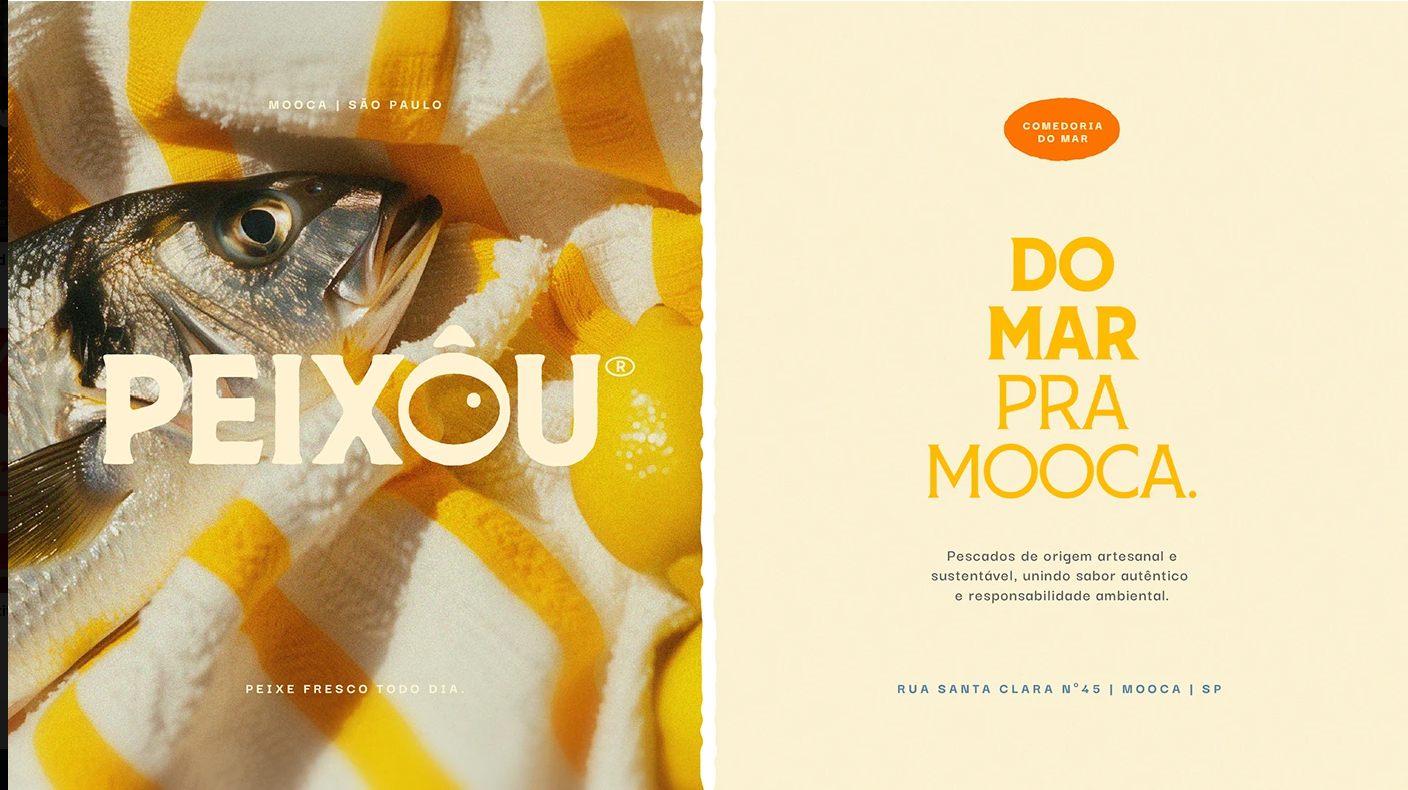 MOOCA | SÃO PAULO
PEIXÔU®
PEIXE FRESCO TODO DIA.
COMEDORIA
DO MAR
DO
MAR
PRA
MOOCA.
Pescados de origem artesanal e
sustentável, unindo sabor autêntico
e responsabilidade ambiental.
RUA SANTA CLARA N°45 | MOOCA | SP